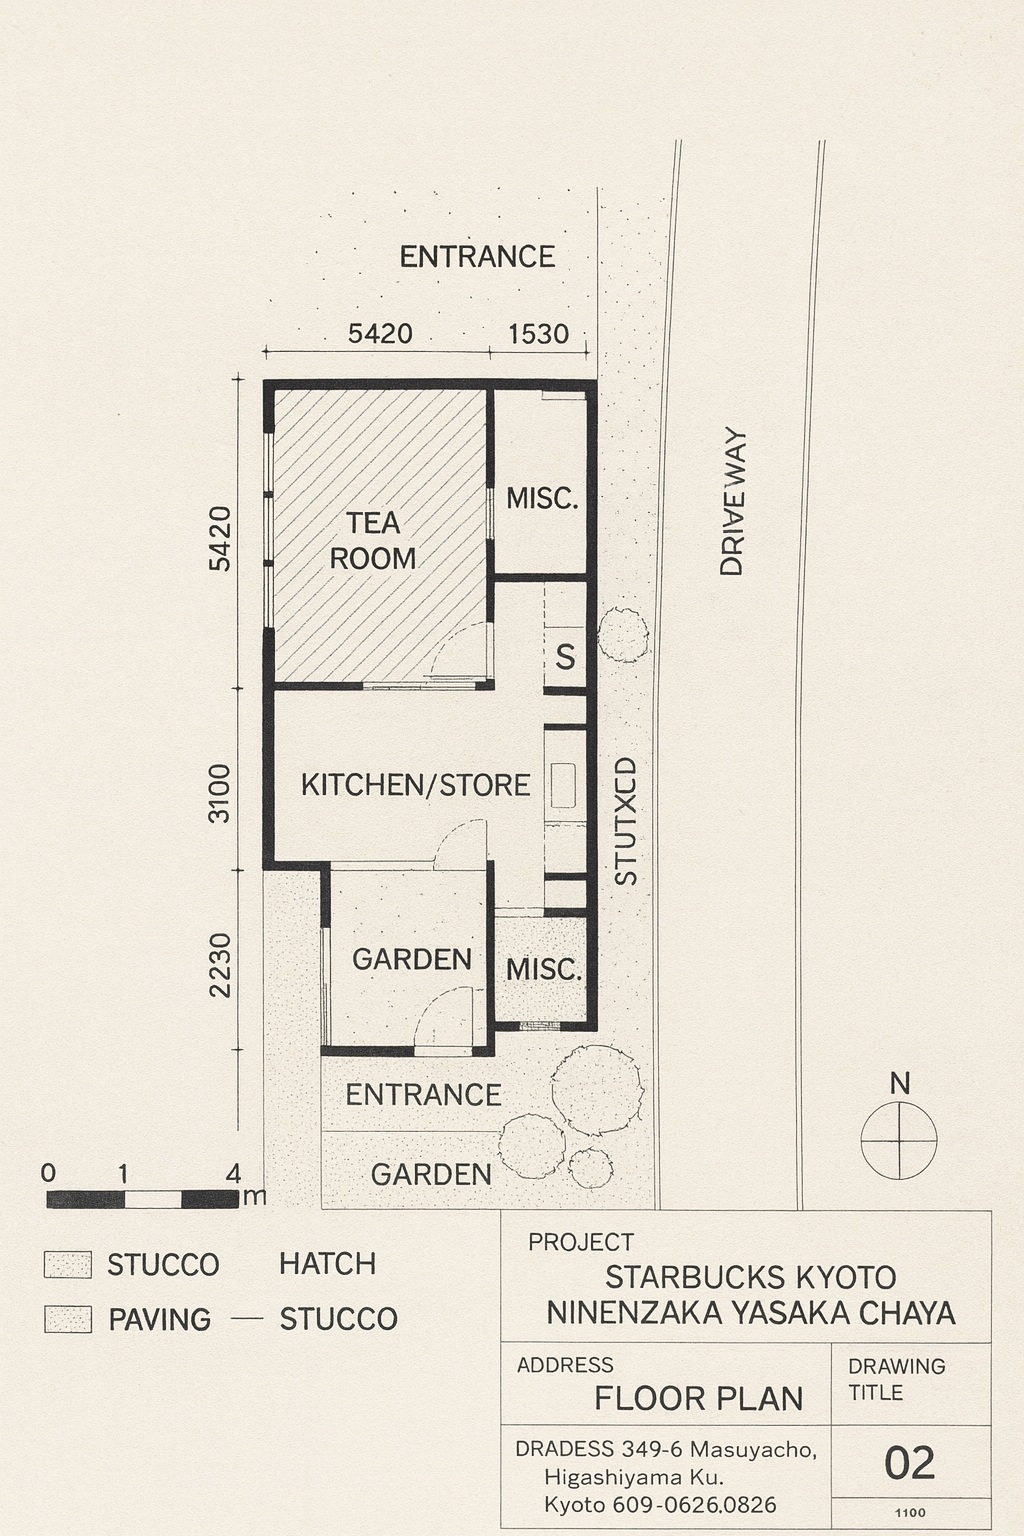 ENTRANCE
5420
1530
5420
TEA
ROOM
MISC.
DRIVEWAY
S
3100
KITCHEN/STORE
STUTXCD
2230
GARDEN
MISC.
ENTRANCE
GARDEN
N
0 1 4
m
STUCCO HATCH
PAVING — STUCCO
PROJECT
STARBUCKS KYOTO
NINENZAKA YASAKA CHAYA
ADDRESS
FLOOR PLAN
DRAWING
TITLE
DRADESS 349-6 Masuyacho,
Higashiyama Ku.
Kyoto 609-0626.0826
02
1100